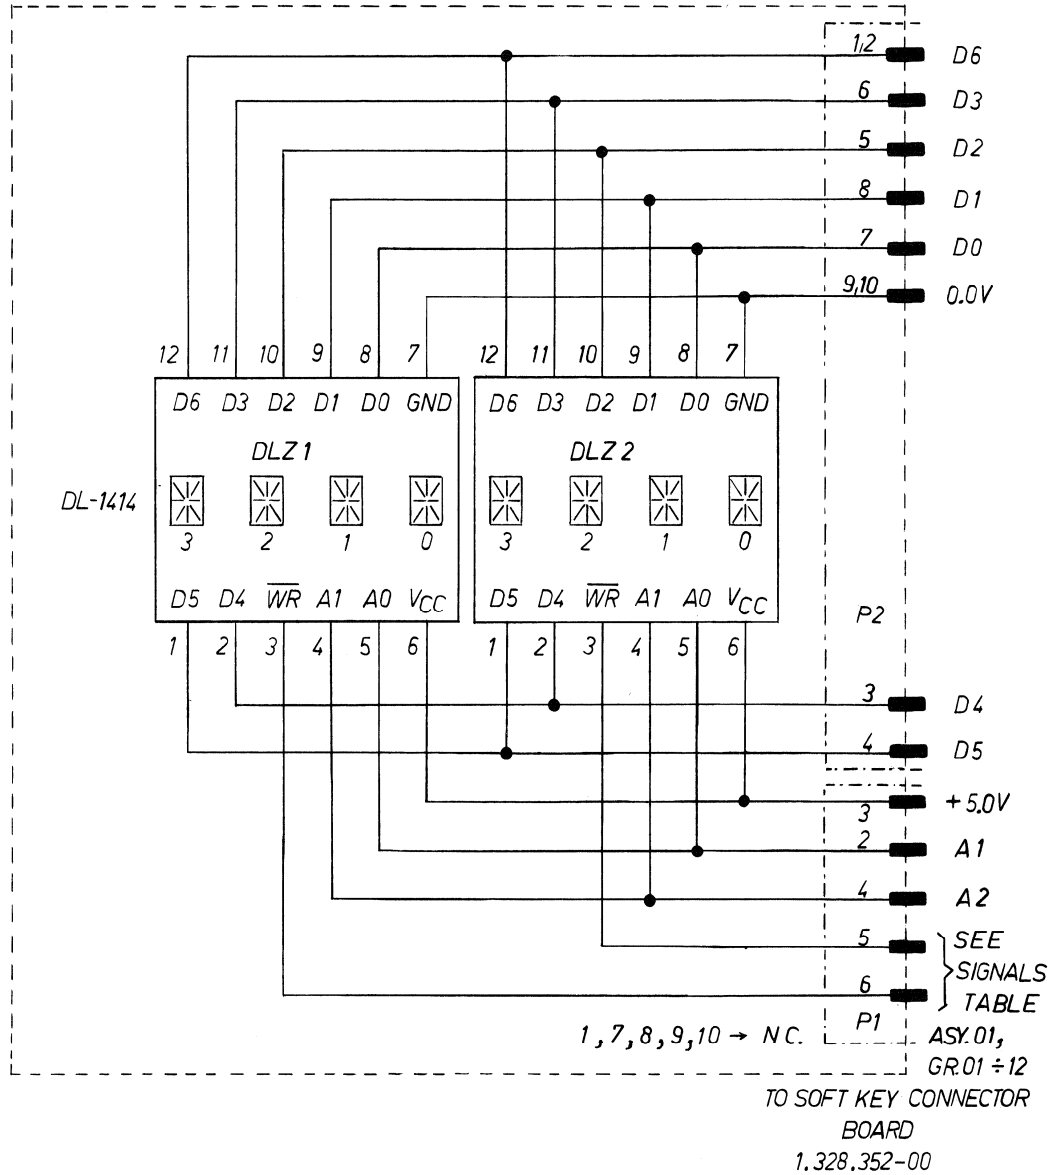 1,2 D6
6 D3
5 D2
8 D1
7 D0
9,10 0.0V
12 11 10 9 8 7 12 11 10 9 8 7
D6 D3 D2 D1 D0 GND D6 D3 D2 D1 D0 GND
DLZ 1 DLZ 2
DL-1414
3 2 1 0 3 2 1 0
D5 D4 W̅R̅ A1 A0 VCC D5 D4 W̅R̅ A1 A0 VCC
P2
1 2 3 4 5 6 1 2 3 4 5 6
3 D4
4 D5
3 +5.0V
2 A1
4 A2
5 SEE
SIGNALS
6 TABLE
P1
1,7,8,9,10 → N.C.
ASY.01,
GR.01 ÷ 12
TO SOFT KEY CONNECTOR
BOARD
1.328.352-00